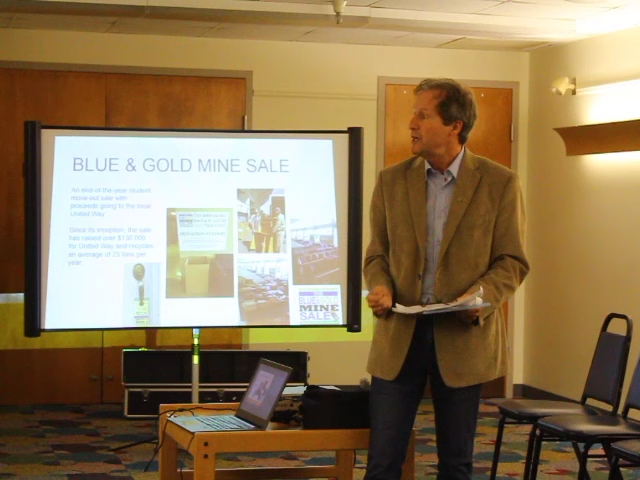 BLUE & GOLD MINE SALE
An end of the year student
move-out sale with
proceeds going to the local
United Way
Since its inception, the sale
has raised over $130,000
for United Way and recycles
an average of 25 tons per
year.
BLUE GOLD
MINE
SALE